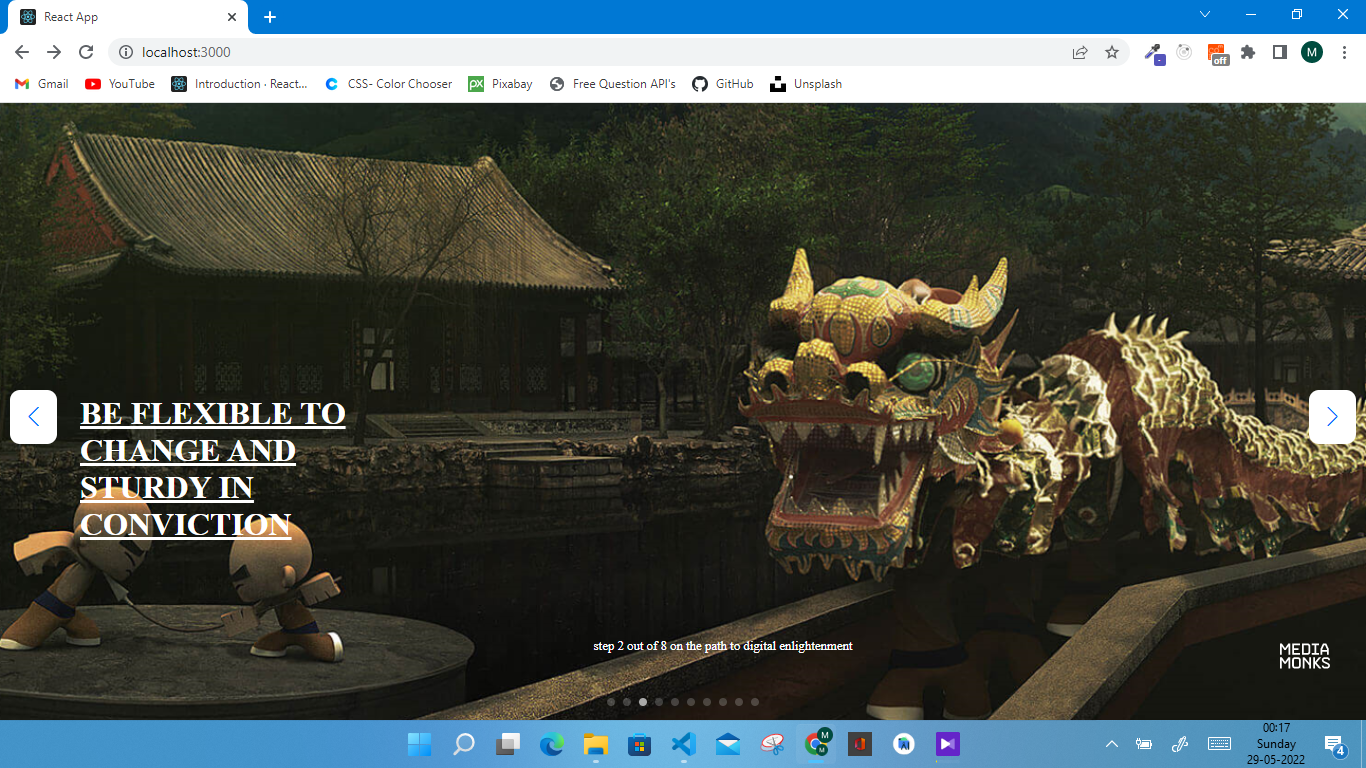 React App
localhost:3000
M
off
Gmail
YouTube
Introduction · React...
CSS- Color Chooser
px
Pixabay
Free Question API's
GitHub
Unsplash
BE FLEXIBLE TO
CHANGE AND
STURDY IN
CONVICTION
step 2 out of 8 on the path to digital enlightenment
MEDIA
MONKS
M
M
00:17
Sunday
29-05-2022
4